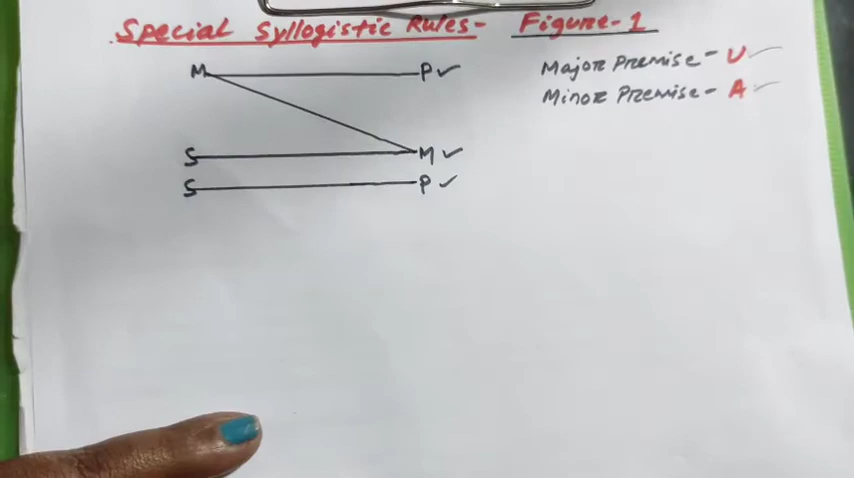 Special Syllogistic Rules- Figure-1
M P ✓
S M ✓
S P ✓
Major Premise - U ✓
Minor Premise - A ✓